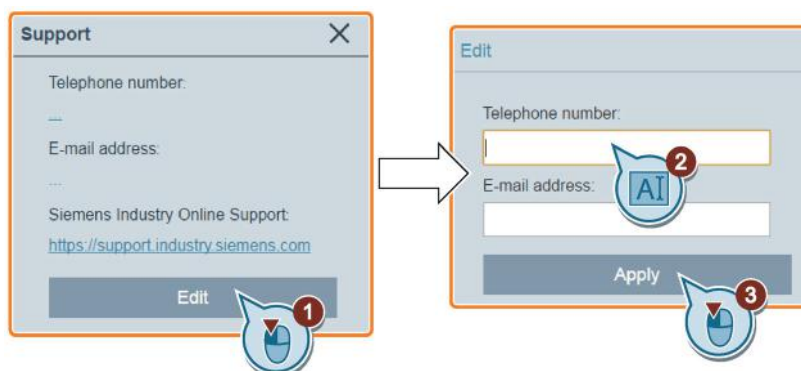 Support
Telephone number:
...
E-mail address:
...
Siemens Industry Online Support:
https://support.industry.siemens.com
Edit
1
Edit
Telephone number:
2
AI
E-mail address:
Apply
3